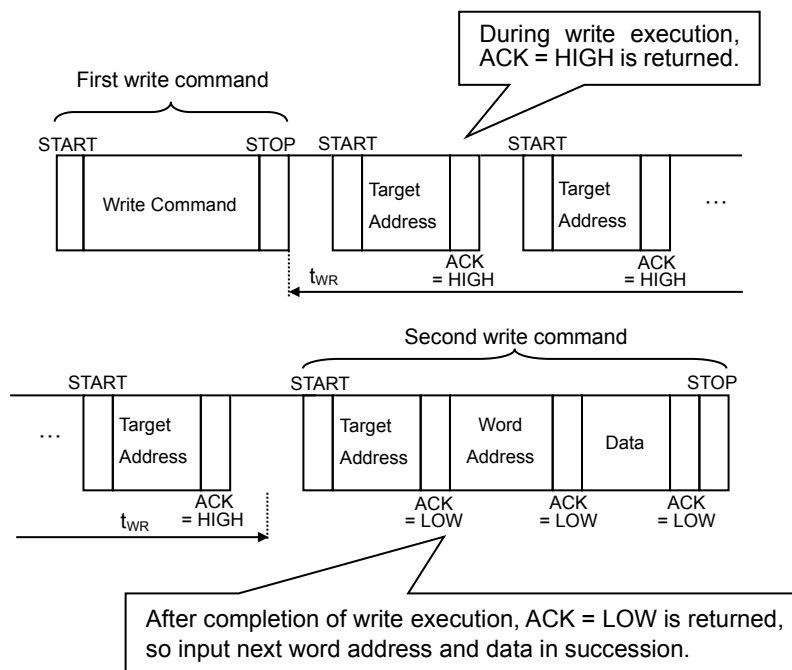 During write execution,
ACK = HIGH is returned.
First write command
START STOP START START
Write Command
Target
Address
Target
Address
…
ACK
= HIGH
ACK
= HIGH
tWR
Second write command
START START STOP
…
Target
Address
Target
Address
Word
Address
Data
ACK
= HIGH
ACK
= LOW
ACK
= LOW
ACK
= LOW
tWR
After completion of write execution, ACK = LOW is returned,
so input next word address and data in succession.